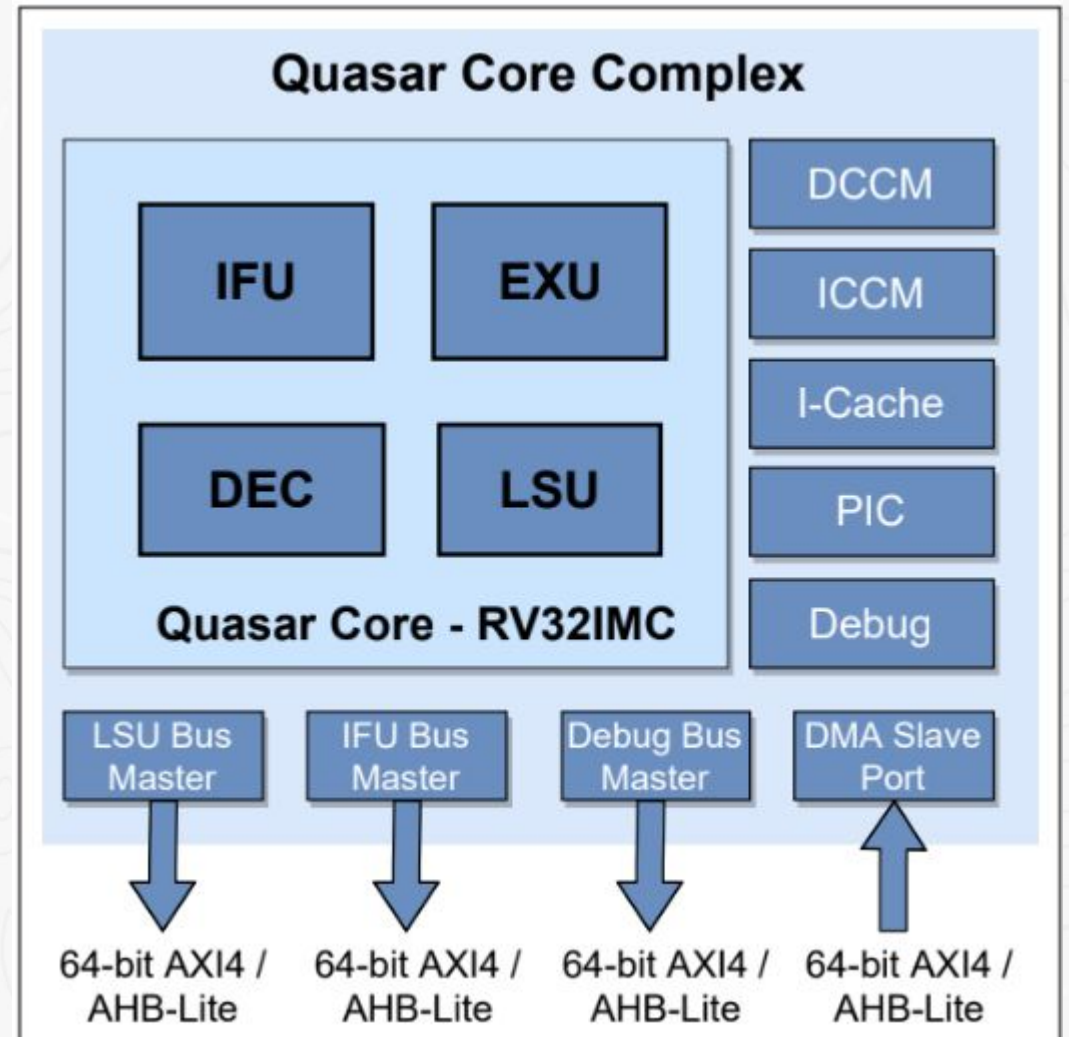 Quasar Core Complex
IFU
EXU
DEC
LSU
Quasar Core - RV32IMC
DCCM
ICCM
I-Cache
PIC
Debug
LSU Bus
Master
IFU Bus
Master
Debug Bus
Master
DMA Slave
Port
64-bit AXI4 /
AHB-Lite
64-bit AXI4 /
AHB-Lite
64-bit AXI4 /
AHB-Lite
64-bit AXI4 /
AHB-Lite